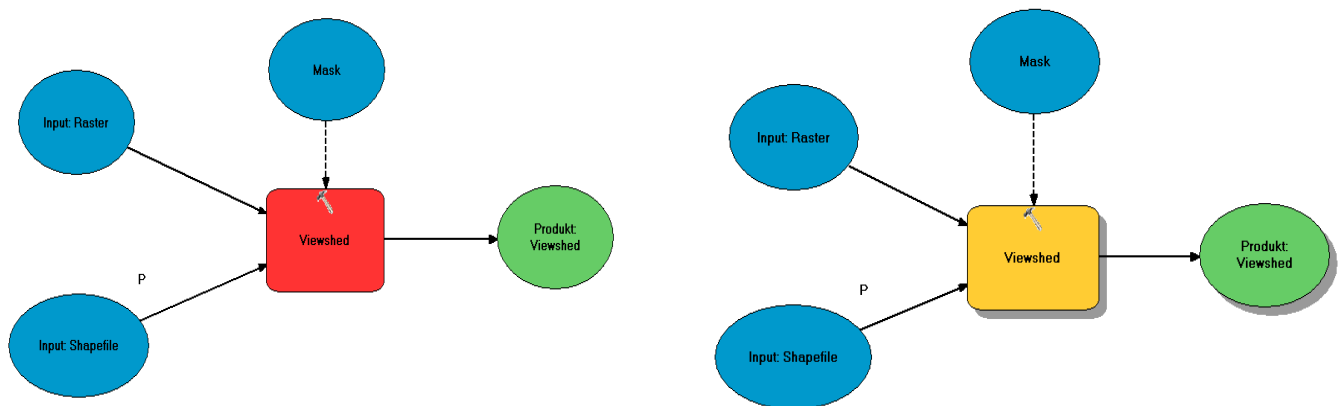 Mask
Input: Raster
Viewshed
Produkt:
Viewshed
P
Input: Shapefile
Mask
Input: Raster
Viewshed
Produkt:
Viewshed
P
Input: Shapefile